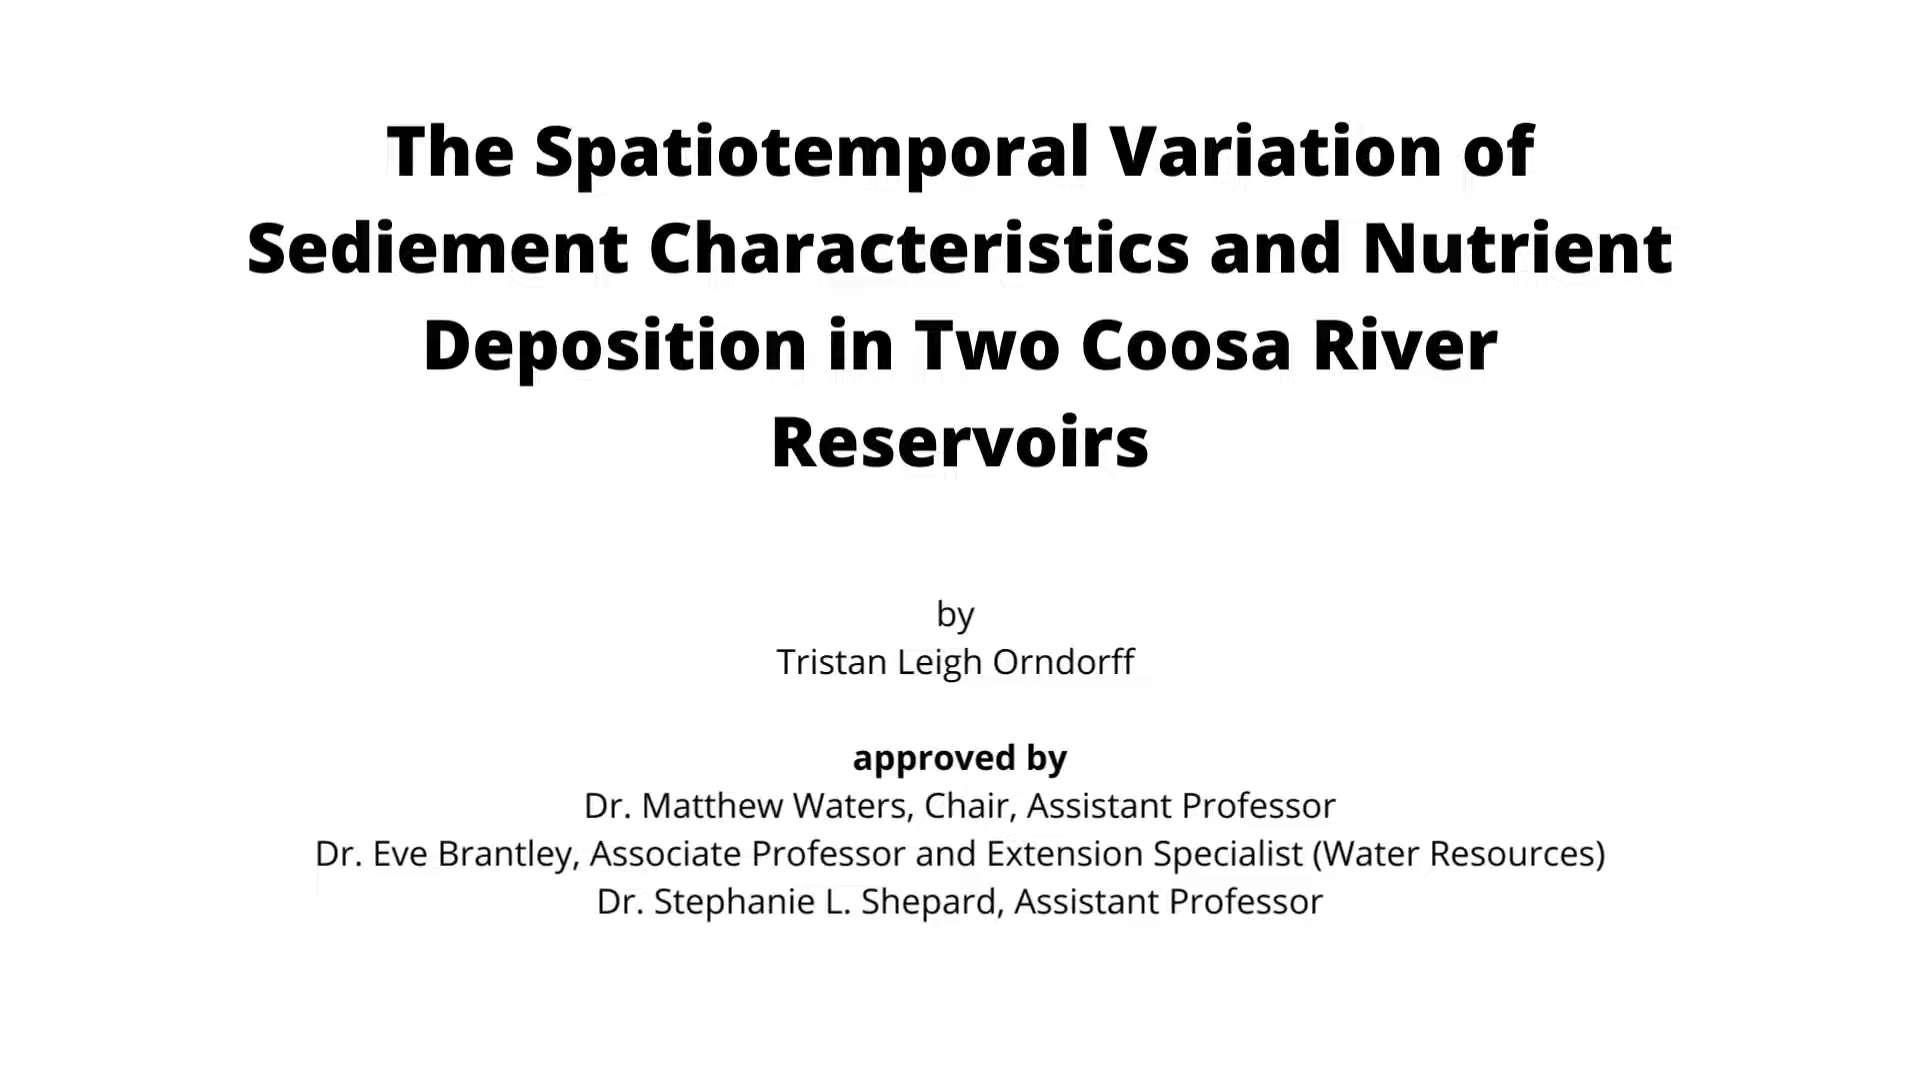 The Spatiotemporal Variation of
Sediement Characteristics and Nutrient
Deposition in Two Coosa River
Reservoirs
by
Tristan Leigh Orndorff
approved by
Dr. Matthew Waters, Chair, Assistant Professor
Dr. Eve Brantley, Associate Professor and Extension Specialist (Water Resources)
Dr. Stephanie L. Shepard, Assistant Professor